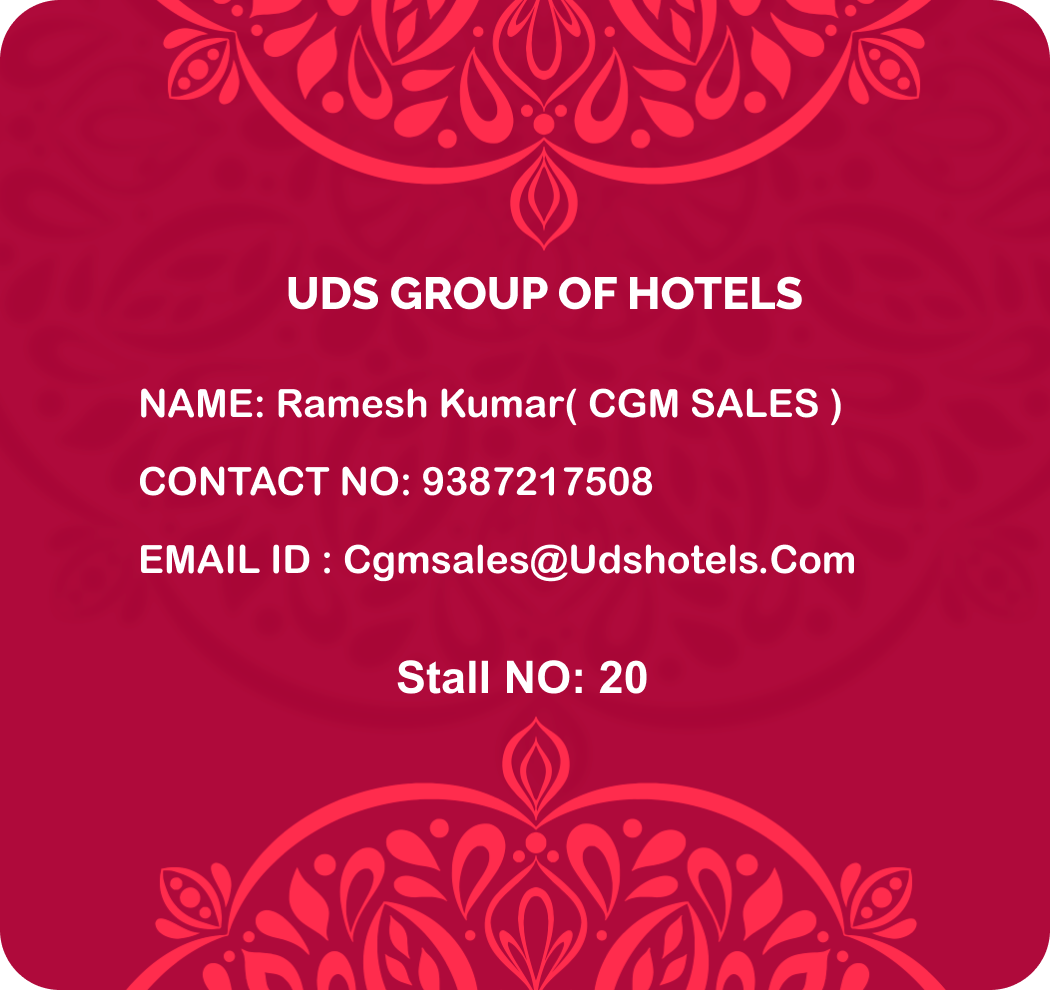 UDS GROUP OF HOTELS
NAME: Ramesh Kumar( CGM SALES )
CONTACT NO: 9387217508
EMAIL ID : Cgmsales@Udshotels.Com
Stall NO: 20